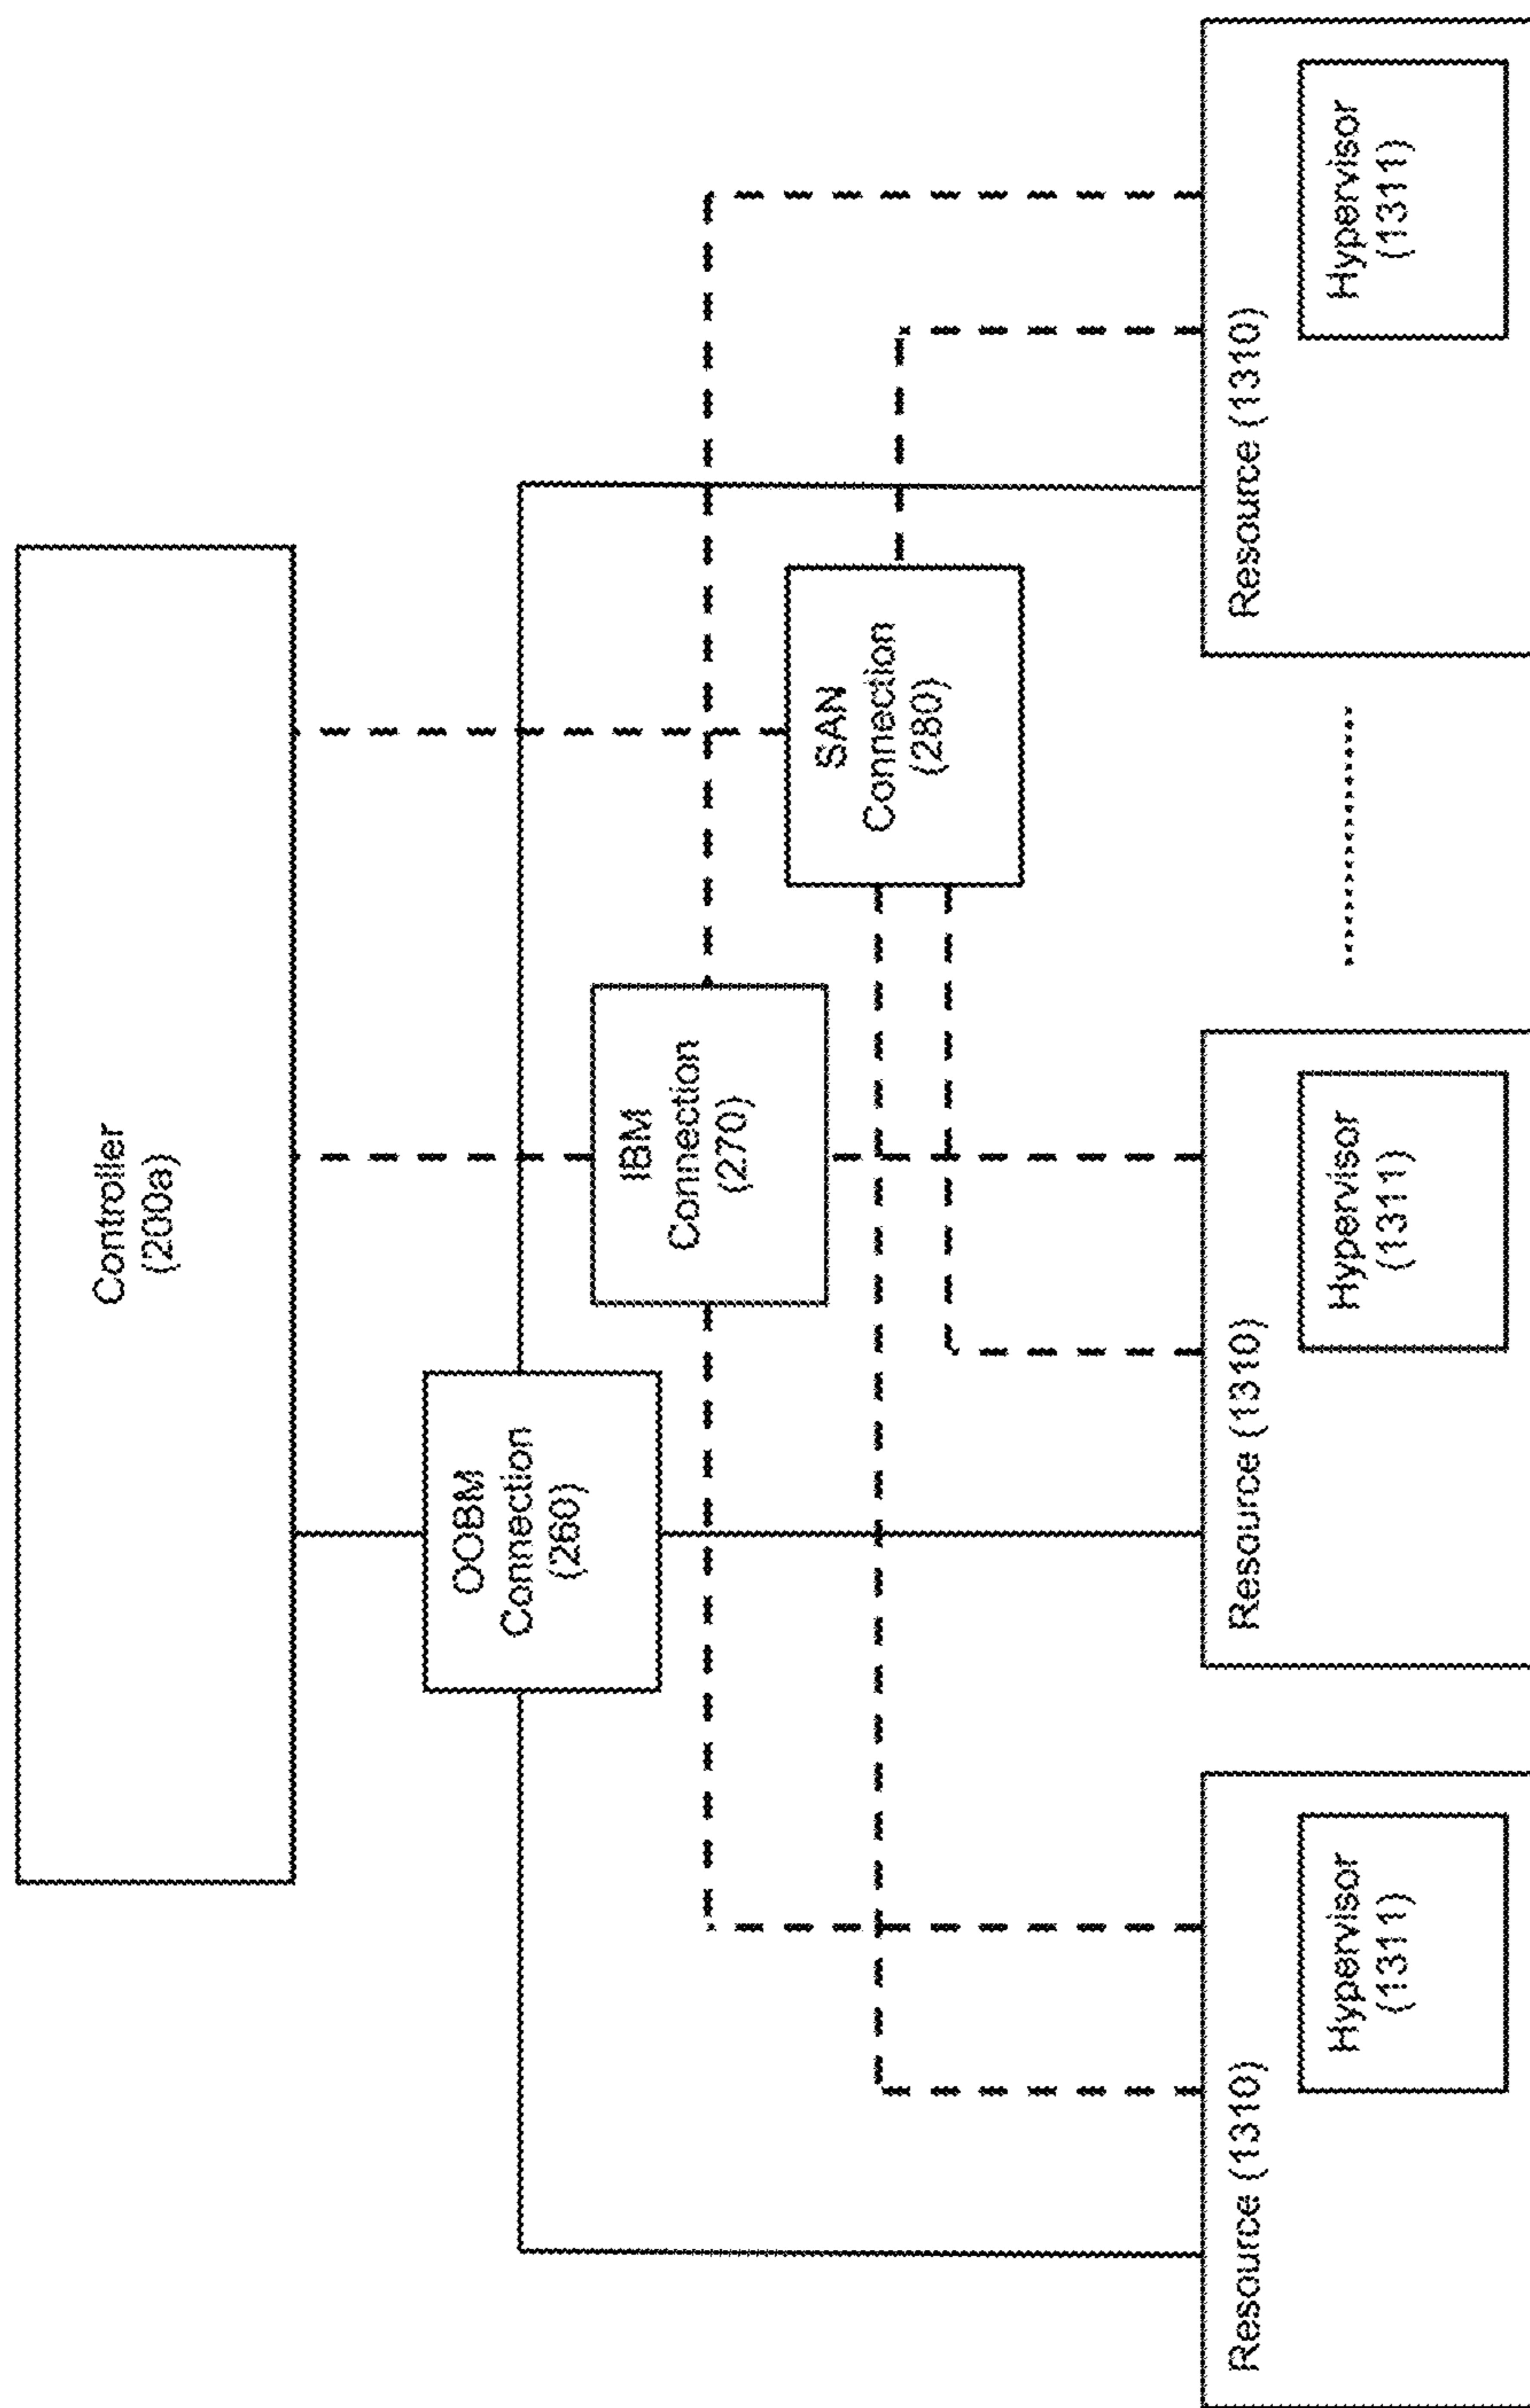 Controller
(200a)
OOBM
Connection
(260)
IBM
Connection
(270)
SAN
Connection
(280)
Resource (1310)
Hypervisor
(1311)
Resource (1310)
Hypervisor
(1311)
Resource (1310)
Hypervisor
(1311)